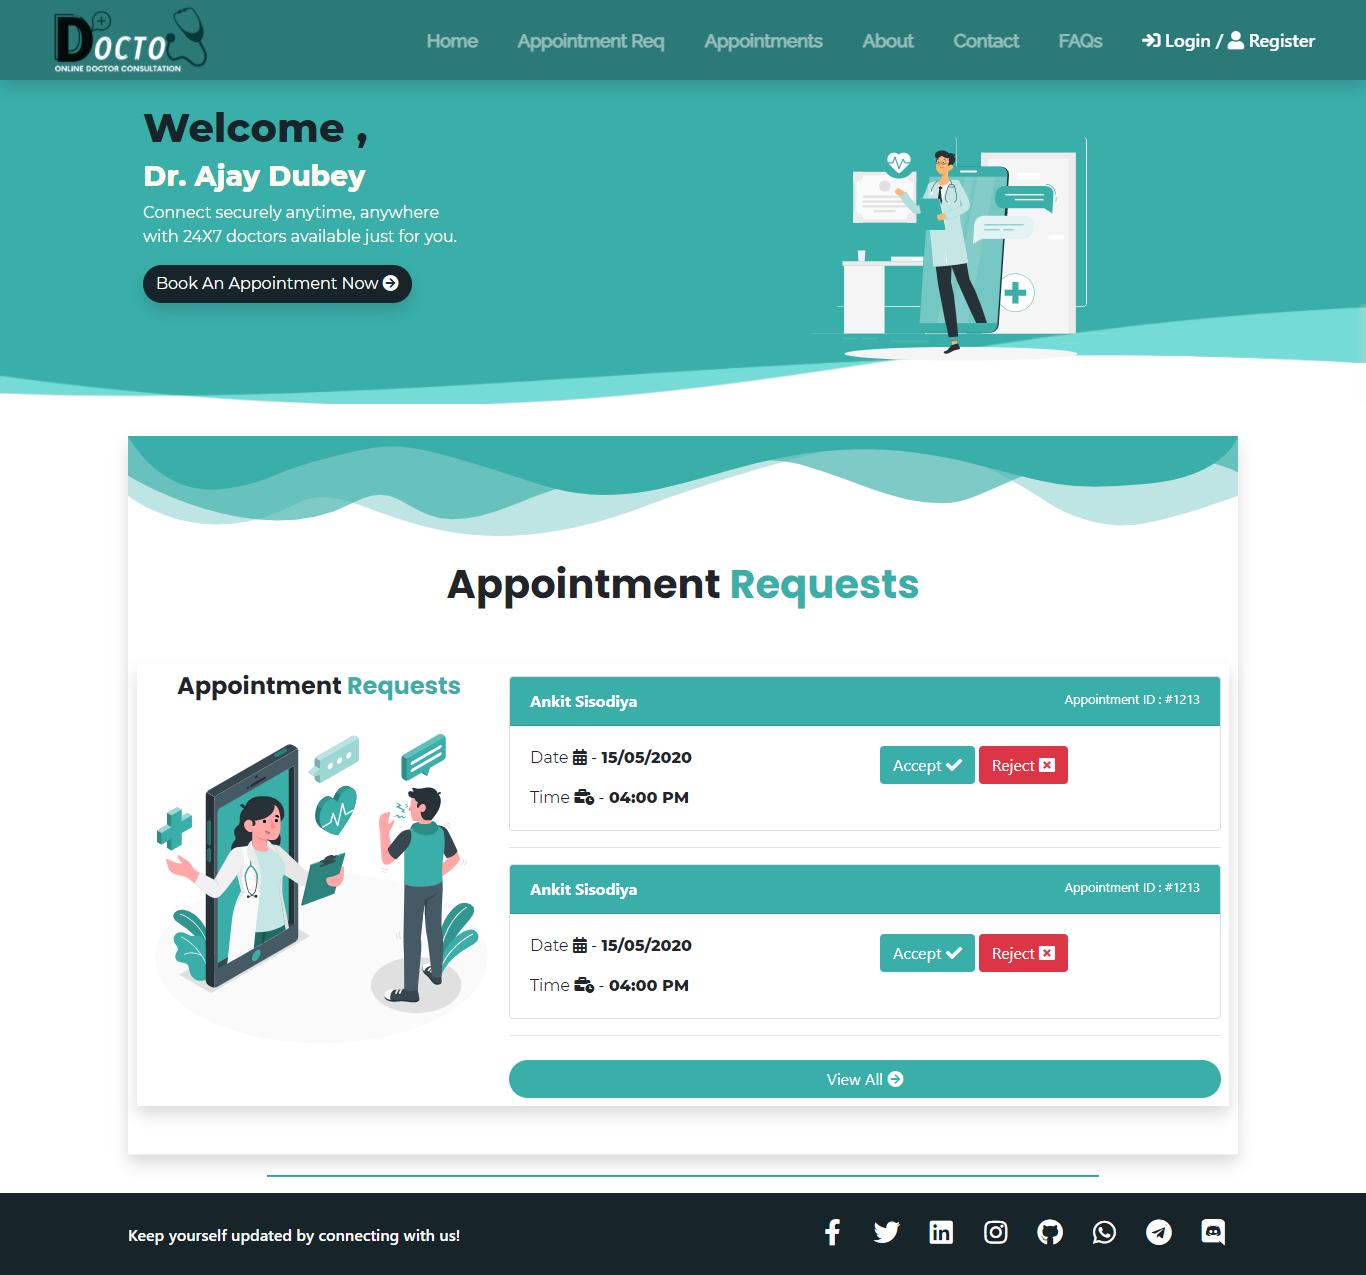 DOCTO
ONLINE DOCTOR CONSULTATION
Home
Appointment Req
Appointments
About
Contact
FAQs
Login / Register
Welcome ,
Dr. Ajay Dubey
Connect securely anytime, anywhere
with 24X7 doctors available just for you.
Book An Appointment Now
Appointment Requests
Appointment Requests
Ankit Sisodiya
Appointment ID : #1213
Date - 15/05/2020
Time - 04:00 PM
Accept
Reject
Ankit Sisodiya
Appointment ID : #1213
Date - 15/05/2020
Time - 04:00 PM
Accept
Reject
View All
Keep yourself updated by connecting with us!